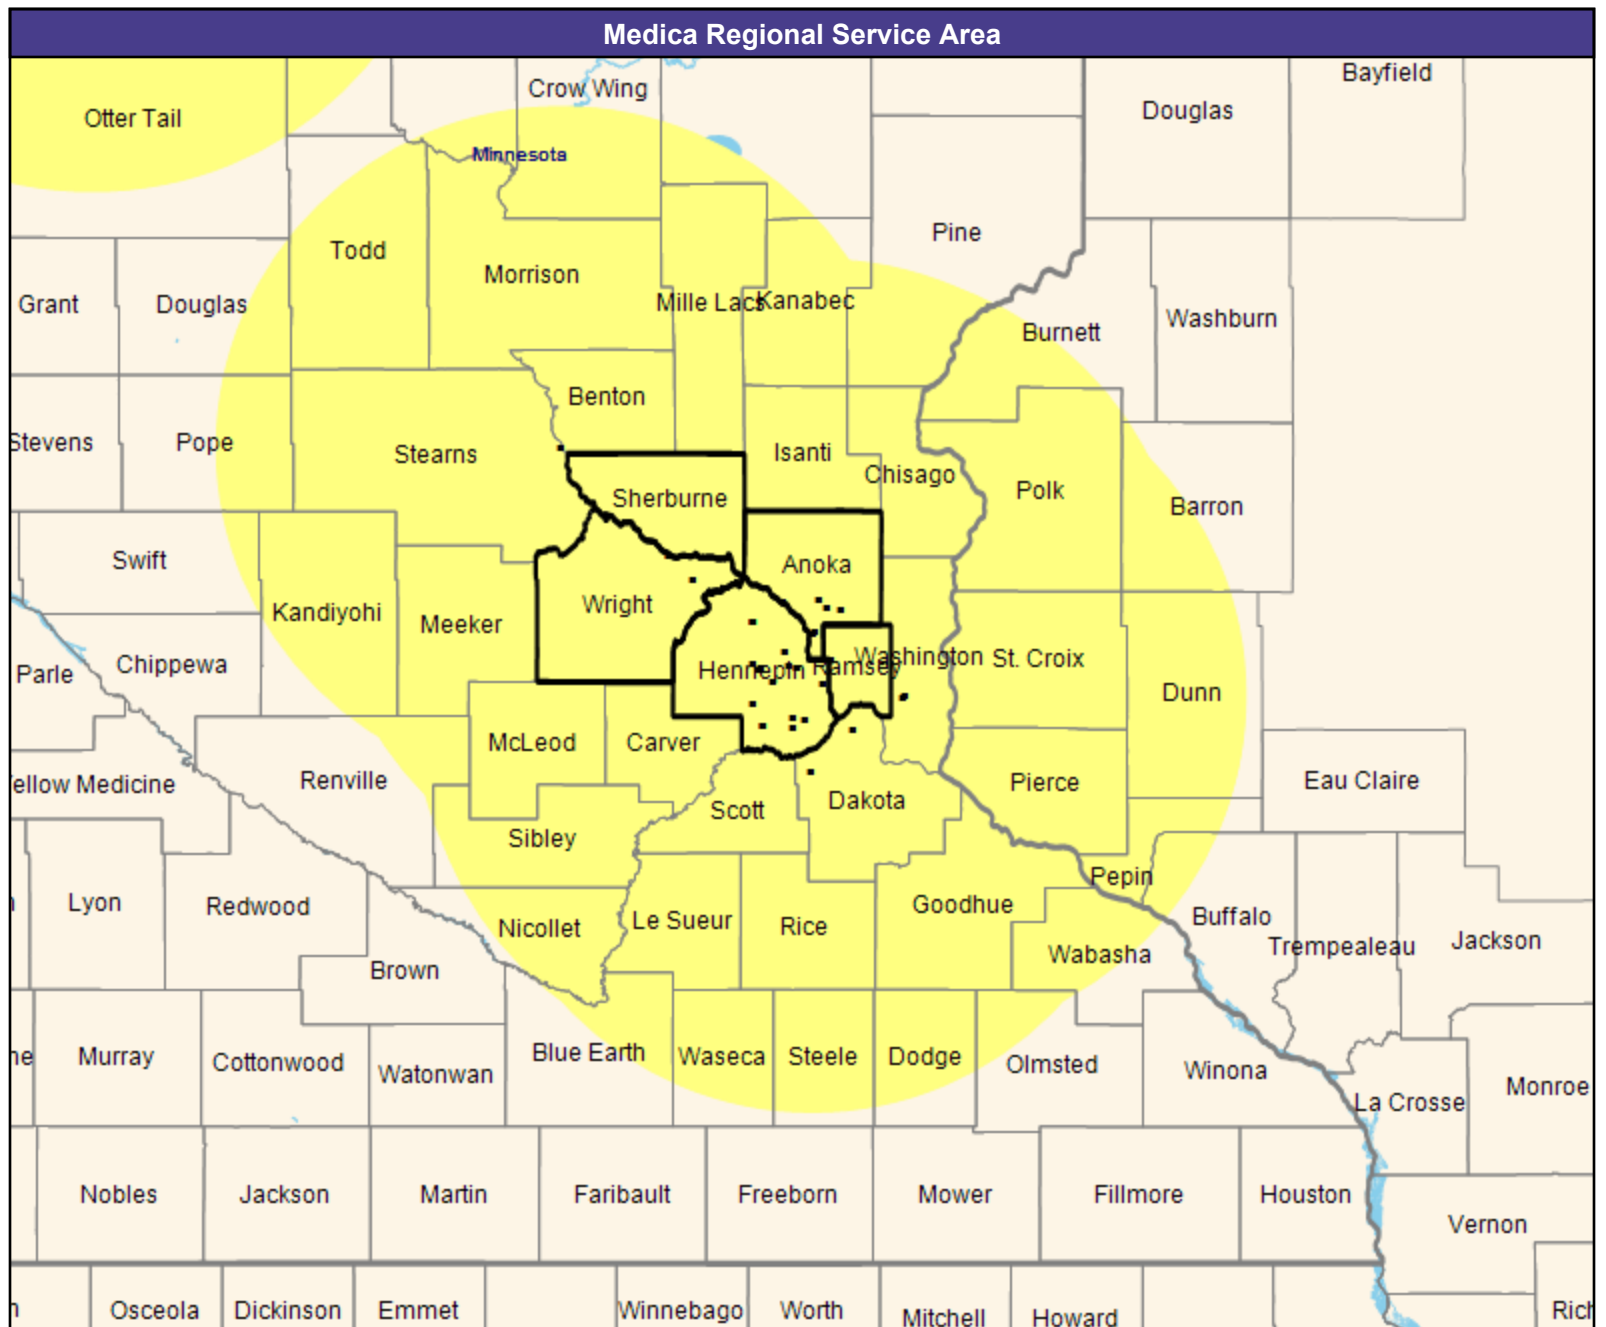 Medica Regional Service Area
Crow Wing
Bayfield
Otter Tail
Douglas
Minnesota
Pine
Todd
Morrison
Grant
Douglas
Mille Lacs
Kanabec
Burnett
Washburn
Benton
Stevens
Pope
Stearns
Isanti
Chisago
Polk
Barron
Sherburne
Swift
Anoka
Kandiyohi
Wright
Meeker
Parle
Chippewa
Hennepin
Ramsey
Washington
St. Croix
Dunn
McLeod
Carver
ellow Medicine
Renville
Scott
Dakota
Pierce
Eau Claire
Sibley
Pepin
Lyon
Redwood
Nicollet
Le Sueur
Rice
Goodhue
Buffalo
Trempealeau
Jackson
Brown
Wabasha
ne
Murray
Cottonwood
Watonwan
Blue Earth
Waseca
Steele
Dodge
Olmsted
Winona
La Crosse
Monroe
Nobles
Jackson
Martin
Faribault
Freeborn
Mower
Fillmore
Houston
Vernon
Osceola
Dickinson
Emmet
Winnebago
Worth
Mitchell
Howard
Rich